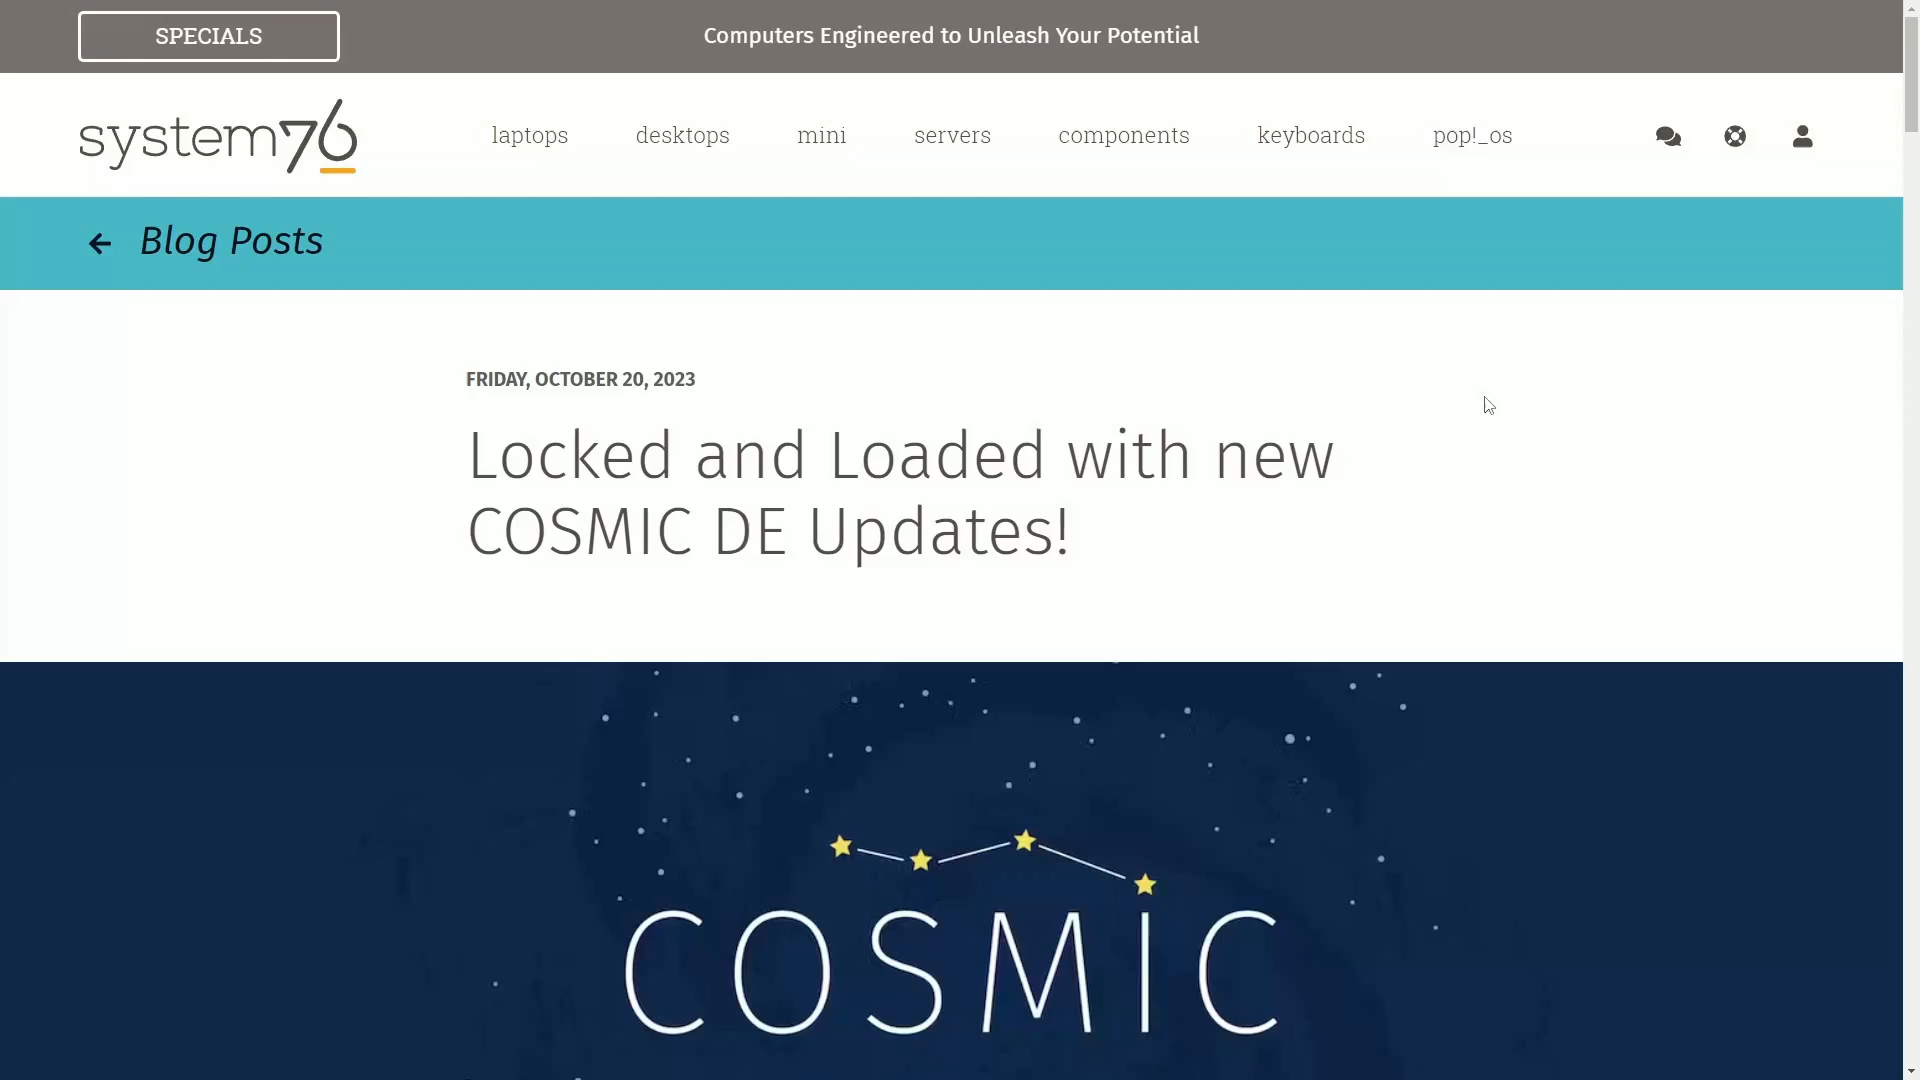 SPECIALS
Computers Engineered to Unleash Your Potential
system76
laptops
desktops
mini
servers
components
keyboards
pop!_os
Blog Posts
FRIDAY, OCTOBER 20, 2023
Locked and Loaded with new
COSMIC DE Updates!
COSMIC